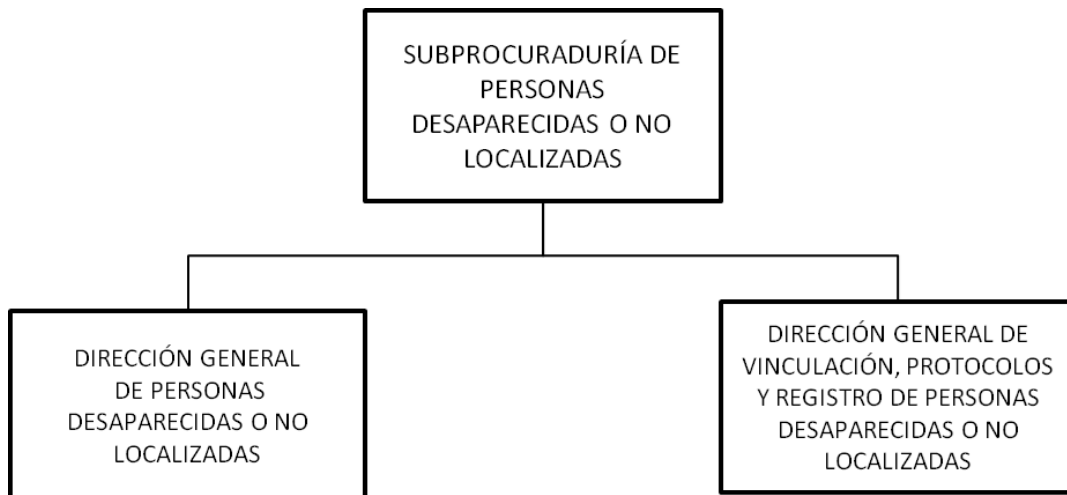 SUBPROCURADURÍA DE
PERSONAS
DESAPARECIDAS O NO
LOCALIZADAS
DIRECCIÓN GENERAL
DE PERSONAS
DESAPARECIDAS O NO
LOCALIZADAS
DIRECCIÓN GENERAL DE
VINCULACIÓN, PROTOCOLOS
Y REGISTRO DE PERSONAS
DESAPARECIDAS O NO
LOCALIZADAS